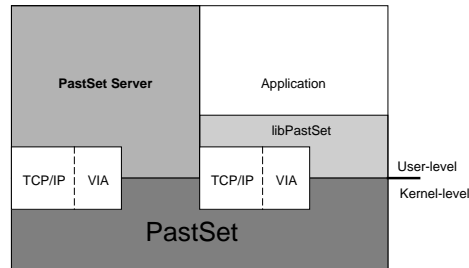 PastSet Server
Application
libPastSet
TCP/IP
VIA
TCP/IP
VIA
User-level
Kernel-level
PastSet